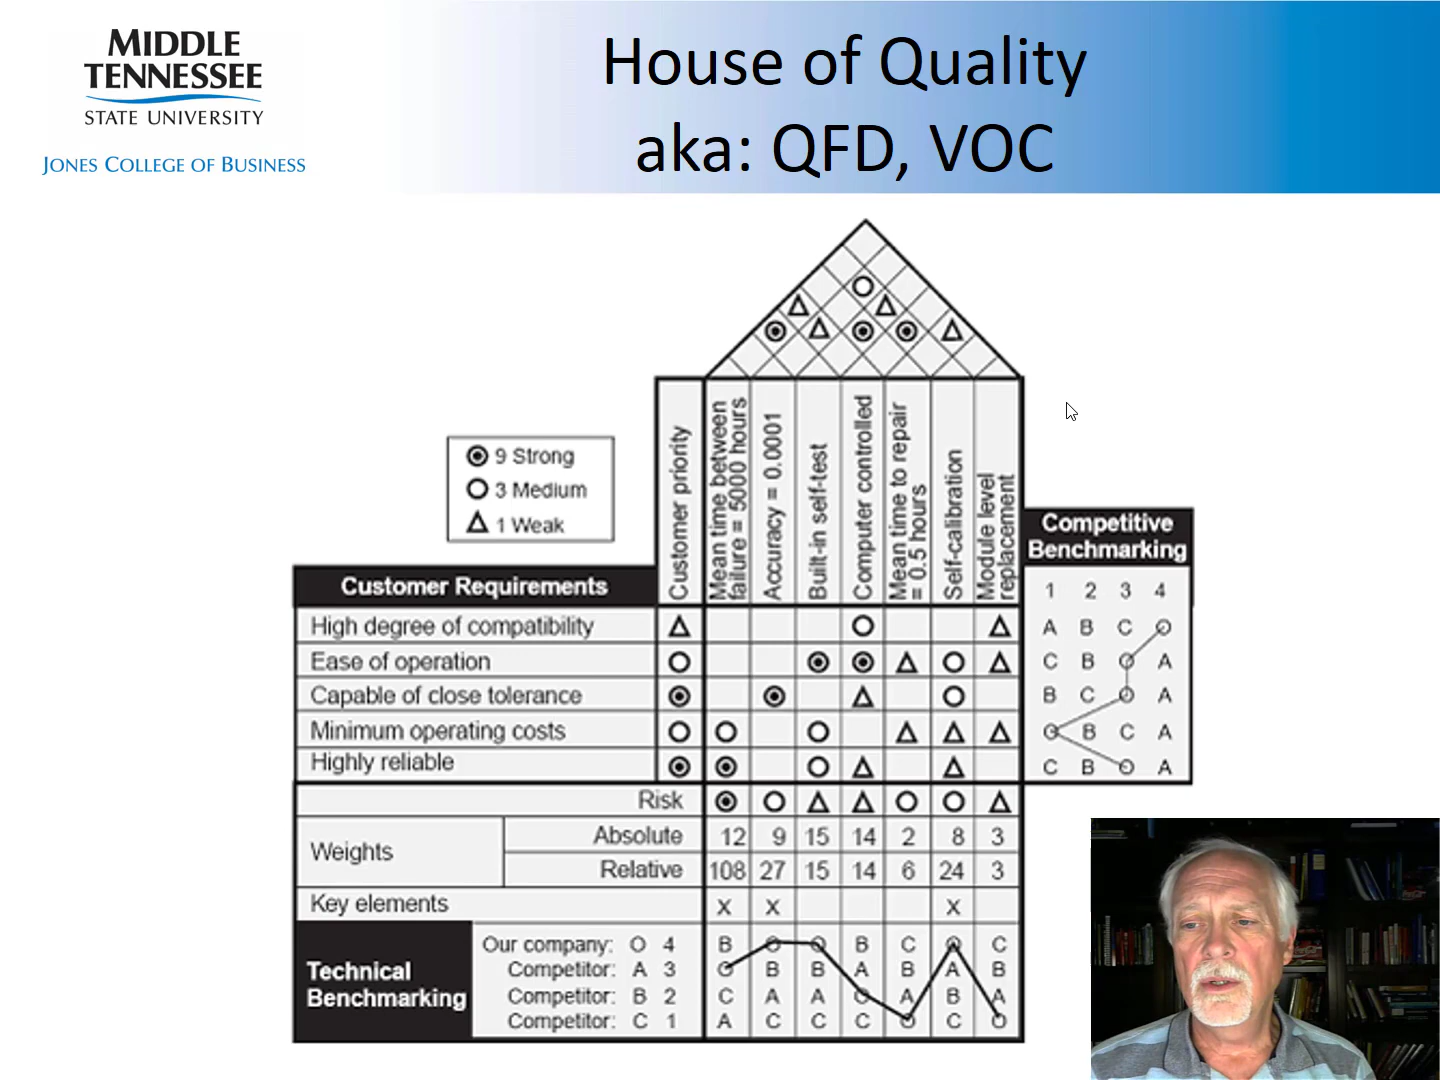 MIDDLE
TENNESSEE
STATE UNIVERSITY
JONES COLLEGE OF BUSINESS
House of Quality
aka: QFD, VOC
9 Strong
3 Medium
1 Weak
Customer Requirements
Customer priority
Mean time between
failure = 5000 hours
Accuracy = 0.0001
Built-in self-test
Computer controlled
Mean time to repair
= 0.5 hours
Self-calibration
Module level
replacement
Competitive
Benchmarking
1 2 3 4
High degree of compatibility
A B C O
Ease of operation
C B O A
Capable of close tolerance
B C O A
Minimum operating costs
O B C A
Highly reliable
C B O A
Risk
Weights
Absolute 12 9 15 14 2 8 3
Relative 108 27 15 14 6 24 3
Key elements X X X
Technical
Benchmarking
Our company: O 4 B O O B C O C
Competitor: A 3 O B B A B A B
Competitor: B 2 C A A O A B A
Competitor: C 1 A C C C O C O